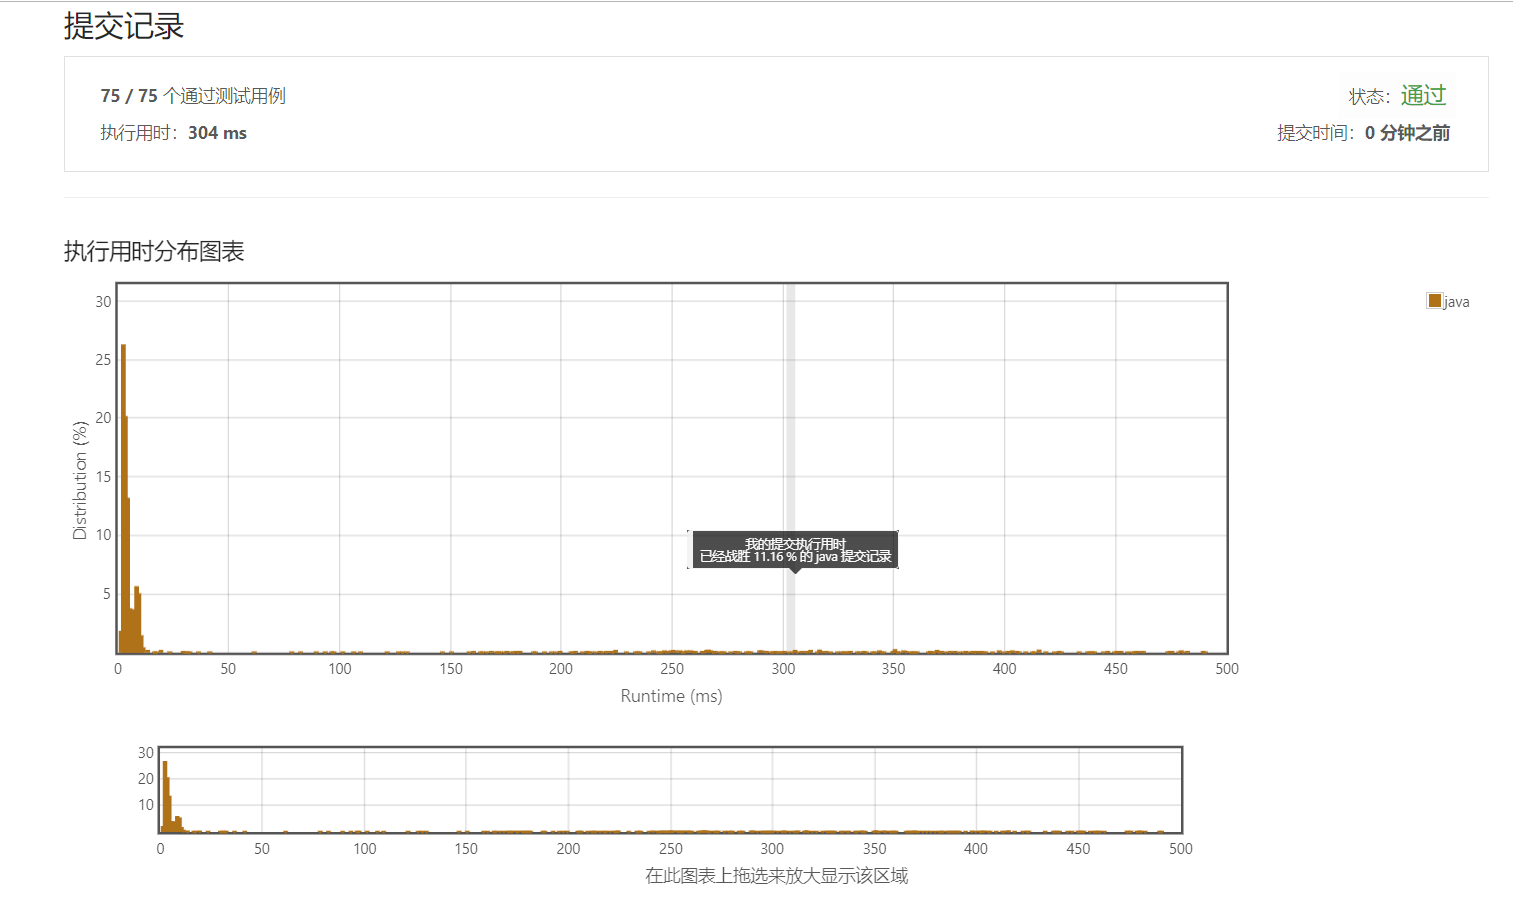 提交记录
75 / 75 个通过测试用例
状态：通过
执行用时：304 ms
提交时间：0 分钟之前
执行用时分布图表
java
30
25
20
15
10
5
Distribution (%)
我的提交执行用时
已经战胜 11.16 % 的 java 提交记录
0 50 100 150 200 250 300 350 400 450 500
Runtime (ms)
30
20
10
0 50 100 150 200 250 300 350 400 450 500
在此图表上拖选来放大显示该区域